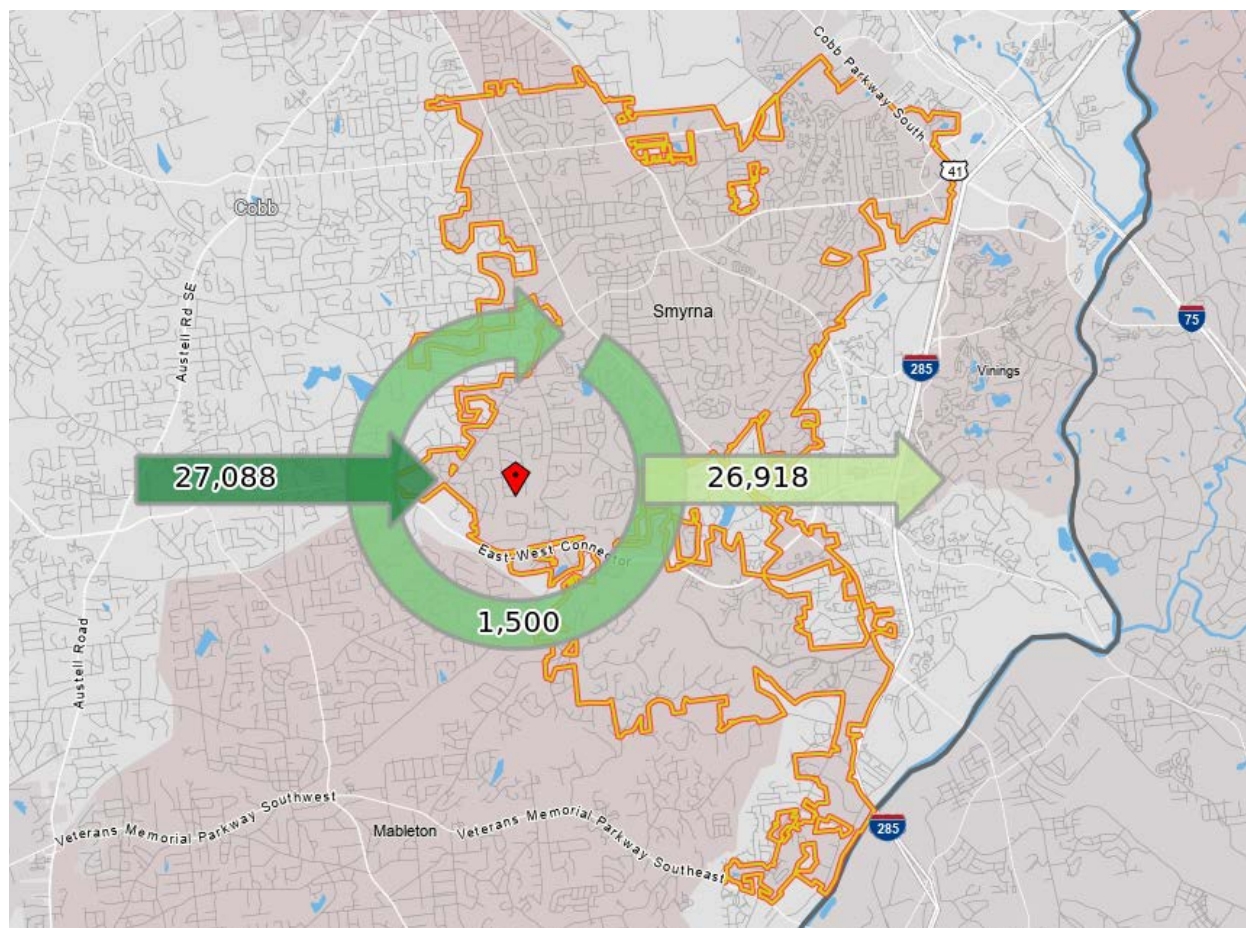 Cobb Parkway South
41
Cobb
Austell Rd SE
Smyrna
75
285
Vinings
27,088
26,918
East-West Connector
1,500
Austell Road
Veterans Memorial Parkway Southwest
Mableton
Veterans Memorial Parkway Southeast
285